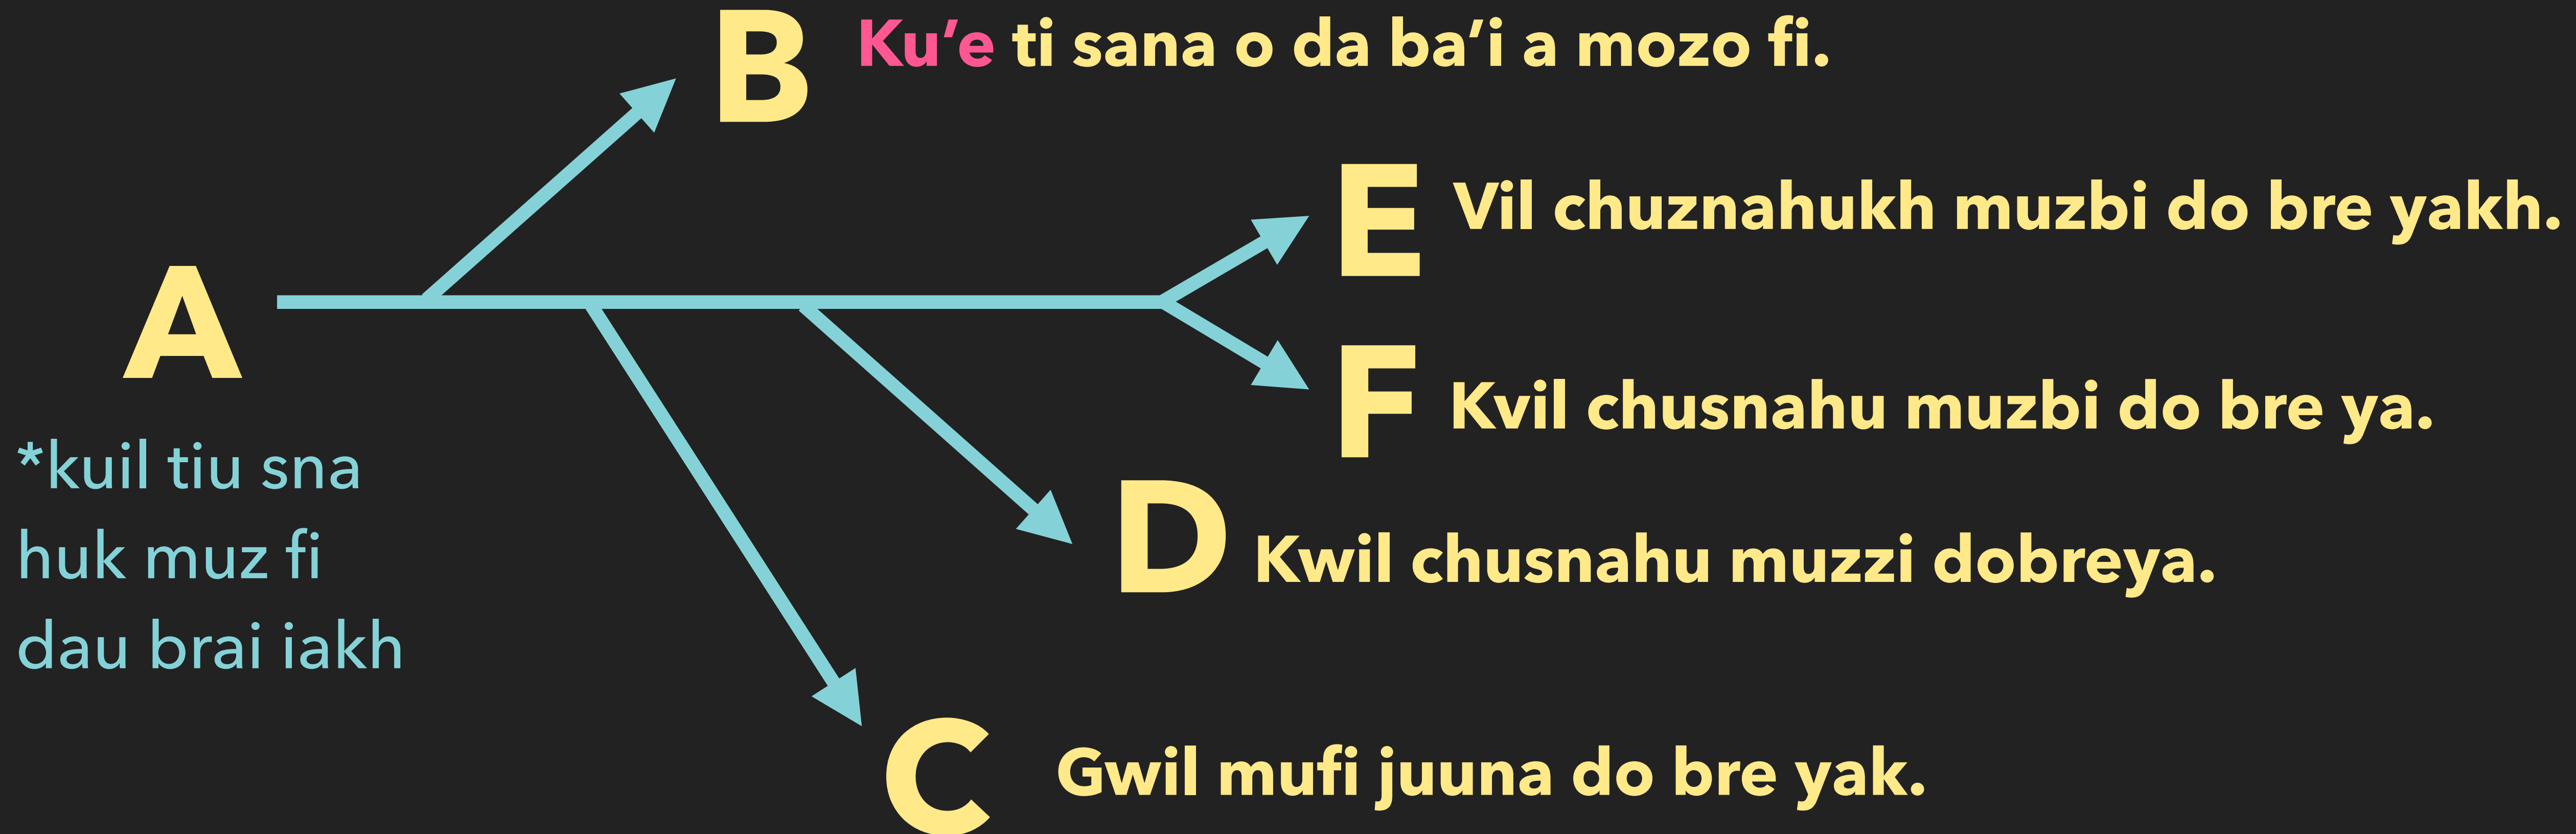 B Ku’e ti sana o da ba’i a mozo fi.
E Vil chuznahukh muzbi do bre yakh.
A
F Kvil chusnahu muzbi do bre ya.
*kuil tiu sna
huk muz fi
dau brai iakh
D Kwil chusnahu muzzi dobreya.
C Gwil mufi juuna do bre yak.